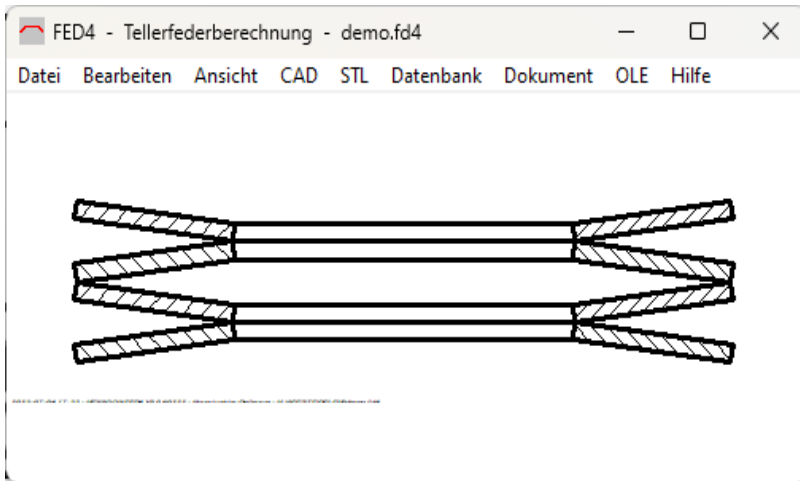 FED4 - Tellerfederberechnung - demo.fd4
Datei Bearbeiten Ansicht CAD STL Datenbank Dokument OLE Hilfe